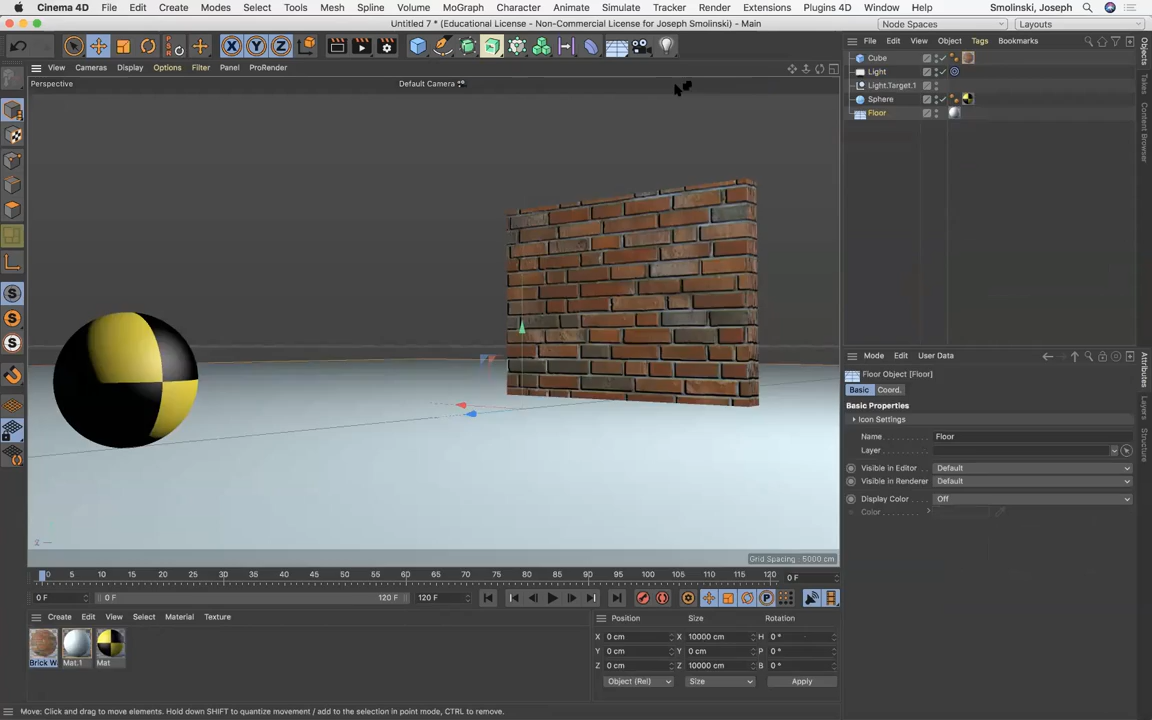 Cinema 4D File Edit Create Modes Select Tools Spline Mesh Volume MoGraph Character Animate Simulate Tracker Render Extensions Plugins 4D Window Help Smolinski, Joseph
Untitled 7 * (Educational License - Non-Commercial License for Joseph Smolinski) - Main
Node Spaces Layouts
X Y Z
File Edit View Object Tags Bookmarks
View Cameras Display Options Filter Panel ProRender
Perspective
Default Camera
Cube
Light
Light.Target.1
Sphere
Floor
Objects
Takes
Content Browser
Mode Edit User Data
Floor Object [Floor]
Basic Coord.
Basic Properties
Icon Settings
Name Floor
Layer
Visible in Editor Default
Visible in Renderer Default
Display Color Off
Color
Attributes
Layers
Structure
S
S
S
Z
Grid Spacing : 5000 cm
0 5 10 15 20 25 30 35 40 45 50 55 60 65 70 75 80 85 90 95 100 105 110 115 120 0 F
0 F 0 F 120 F 120 F
P
Create Edit View Select Material Texture
Position Size Rotation
X 0 cm X 10000 cm H 0 °
Y 0 cm Y 0 cm P 0 °
Z 0 cm Z 10000 cm B 0 °
Object (Rel) Size Apply
Brick W Mat.1 Mat
Move: Click and drag to move elements. Hold down SHIFT to quantize movement / add to the selection in point mode, CTRL to remove.